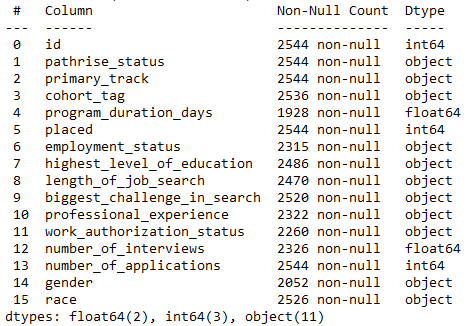 #   Column                       Non-Null Count  Dtype
---  ------                       --------------  -----
 0   id                           2544 non-null   int64
 1   pathrise_status              2544 non-null   object
 2   primary_track                2544 non-null   object
 3   cohort_tag                   2536 non-null   object
 4   program_duration_days        1928 non-null   float64
 5   placed                       2544 non-null   int64
 6   employment_status            2315 non-null   object
 7   highest_level_of_education   2486 non-null   object
 8   length_of_job_search         2470 non-null   object
 9   biggest_challenge_in_search  2520 non-null   object
 10  professional_experience      2322 non-null   object
 11  work_authorization_status    2260 non-null   object
 12  number_of_interviews         2326 non-null   float64
 13  number_of_applications       2544 non-null   int64
 14  gender                       2052 non-null   object
 15  race                         2526 non-null   object
dtypes: float64(2), int64(3), object(11)